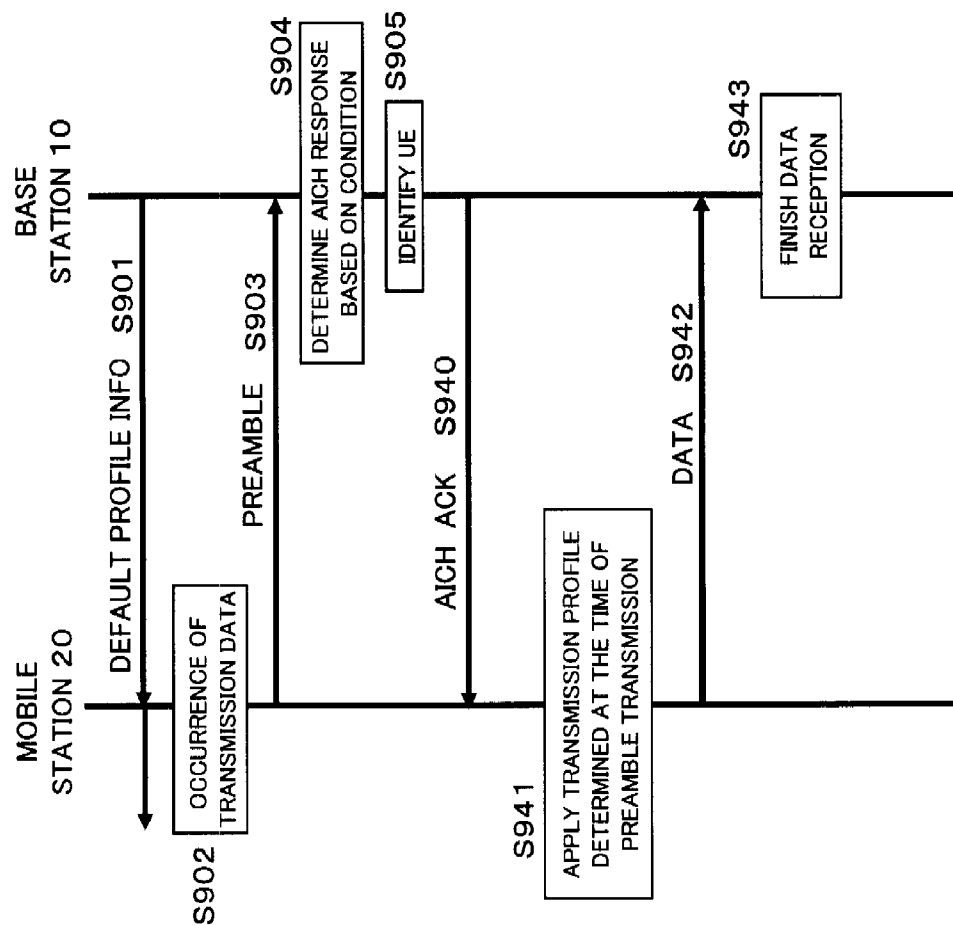 MOBILE
STATION 20
BASE
STATION 10
DEFAULT PROFILE INFO S901
S902
OCCURRENCE OF
TRANSMISSION DATA
PREAMBLE S903
S904
DETERMINE AICH RESPONSE
BASED ON CONDITION
S905
IDENTIFY UE
AICH ACK S940
S941
APPLY TRANSMISSION PROFILE
DETERMINED AT THE TIME OF
PREAMBLE TRANSMISSION
DATA S942
S943
FINISH DATA
RECEPTION